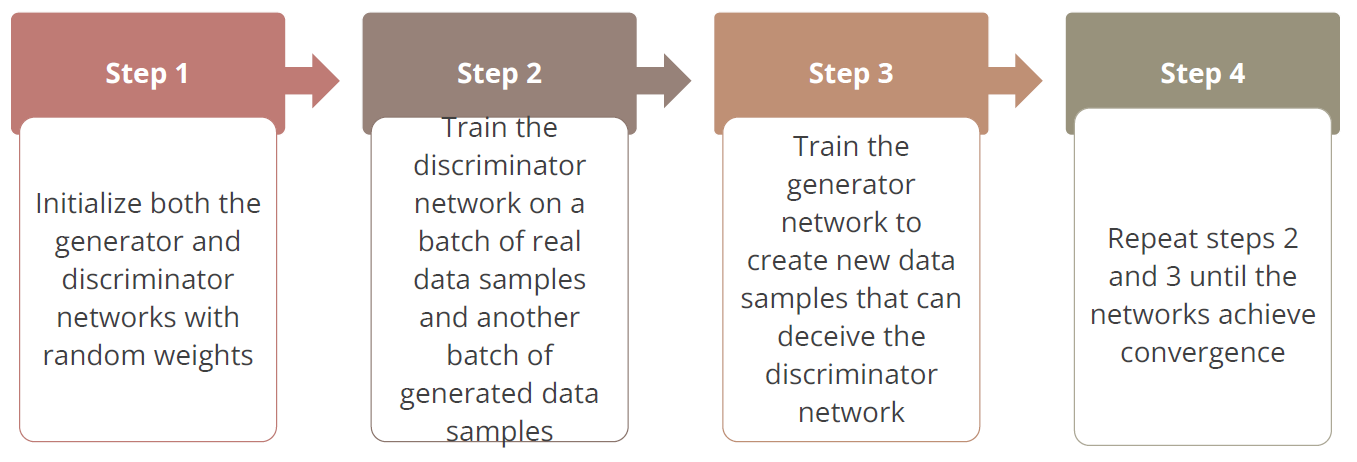 Step 1
Initialize both the
generator and
discriminator
networks with
random weights
Step 2
Train the
discriminator
network on a
batch of real
data samples
and another
batch of
generated data
samples
Step 3
Train the
generator
network to
create new data
samples that can
deceive the
discriminator
network
Step 4
Repeat steps 2
and 3 until the
networks achieve
convergence